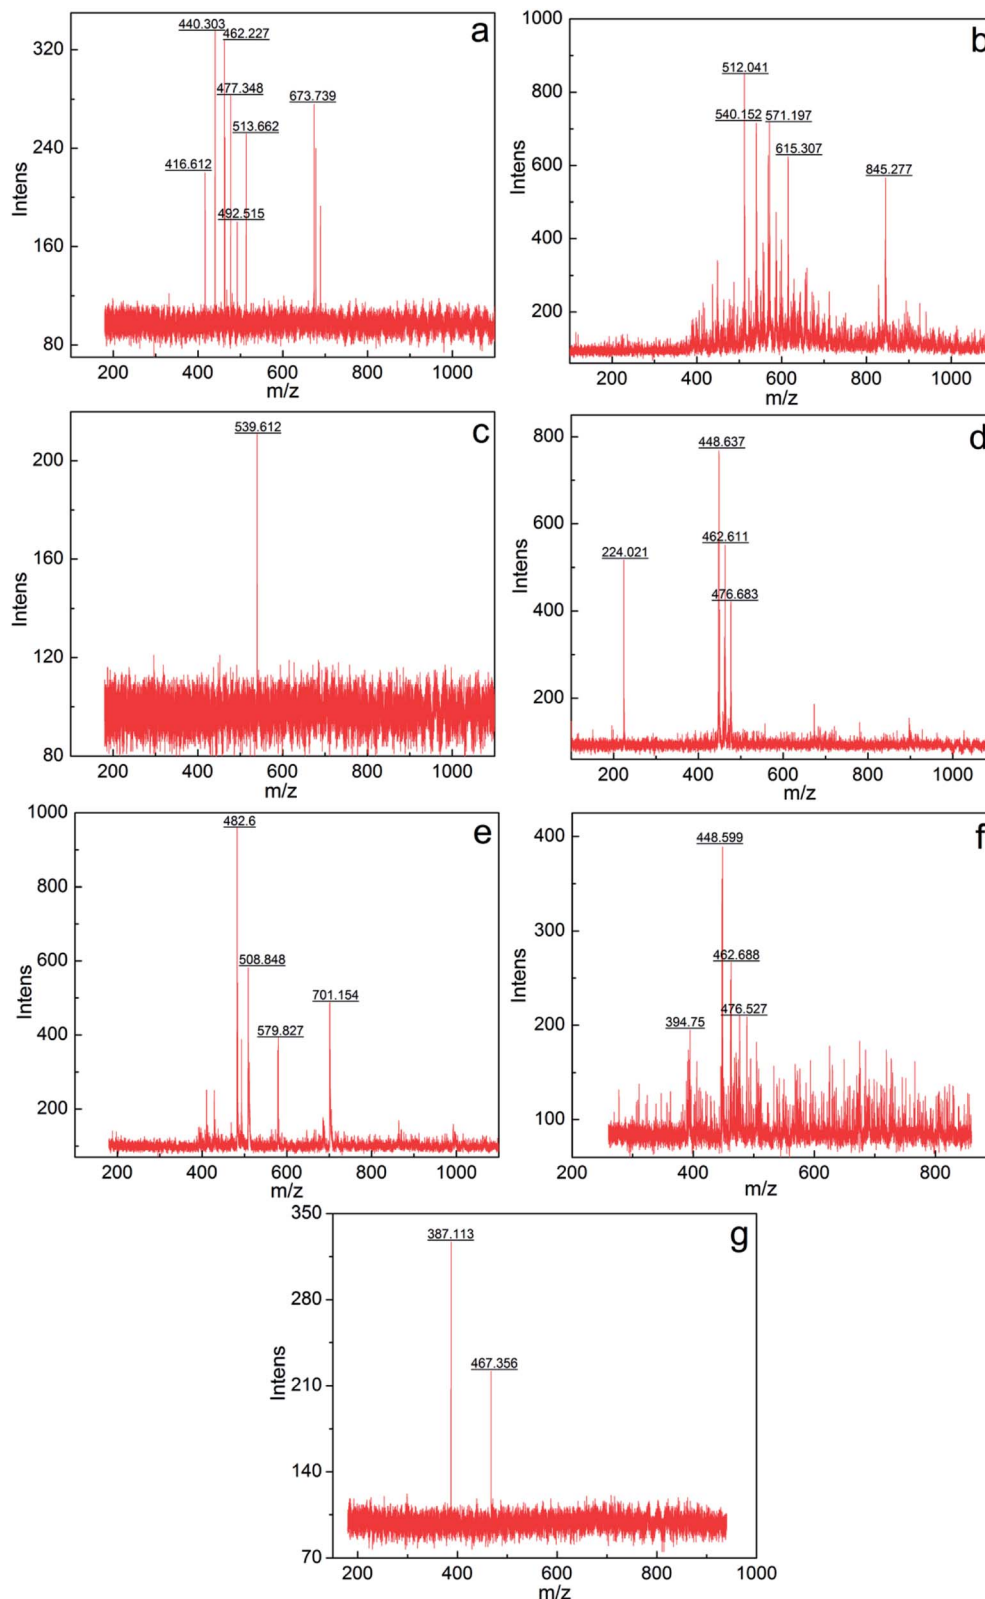 a
440.303
462.227
477.348
673.739
513.662
416.612
492.515
320
240
160
80
Intens
200 400 600 800 1000
m/z
b
1000
800
600
400
200
Intens
512.041
540.152 571.197
615.307
845.277
200 400 600 800 1000
m/z
c
539.612
200
160
120
80
Intens
200 400 600 800 1000
m/z
d
800
600
400
200
Intens
448.637
462.611
224.021
476.683
200 400 600 800 1000
m/z
e
1000
800
600
400
200
Intens
482.6
508.848
701.154
579.827
200 400 600 800 1000
m/z
f
400
300
200
100
Intens
448.599
462.688
476.527
394.75
200 400 600 800
m/z
g
350
280
210
140
70
Intens
387.113
467.356
200 400 600 800 1000
m/z